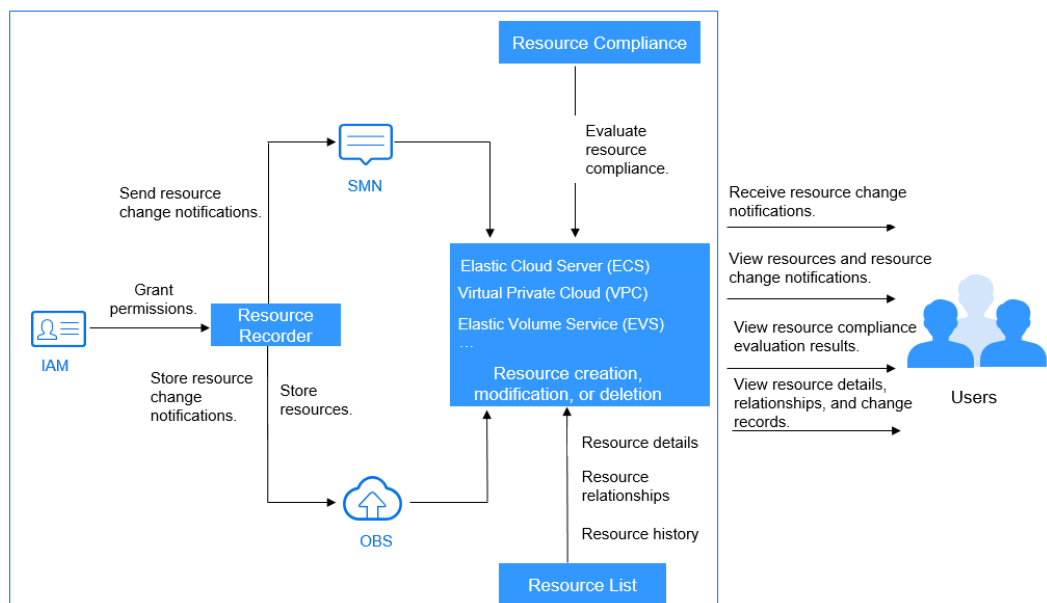 Resource Compliance
Evaluate
resource
compliance.
SMN
Send resource
change notifications.
Receive resource change
notifications.
Elastic Cloud Server (ECS)
Virtual Private Cloud (VPC)
Elastic Volume Service (EVS)
...
Resource creation,
modification, or deletion
View resources and resource
change notifications.
Grant
permissions.
Resource
Recorder
IAM
View resource compliance
evaluation results.
Store resource
change
notifications.
Store
resources.
View resource details,
relationships, and change
records.
Users
Resource details
Resource
relationships
Resource history
OBS
Resource List